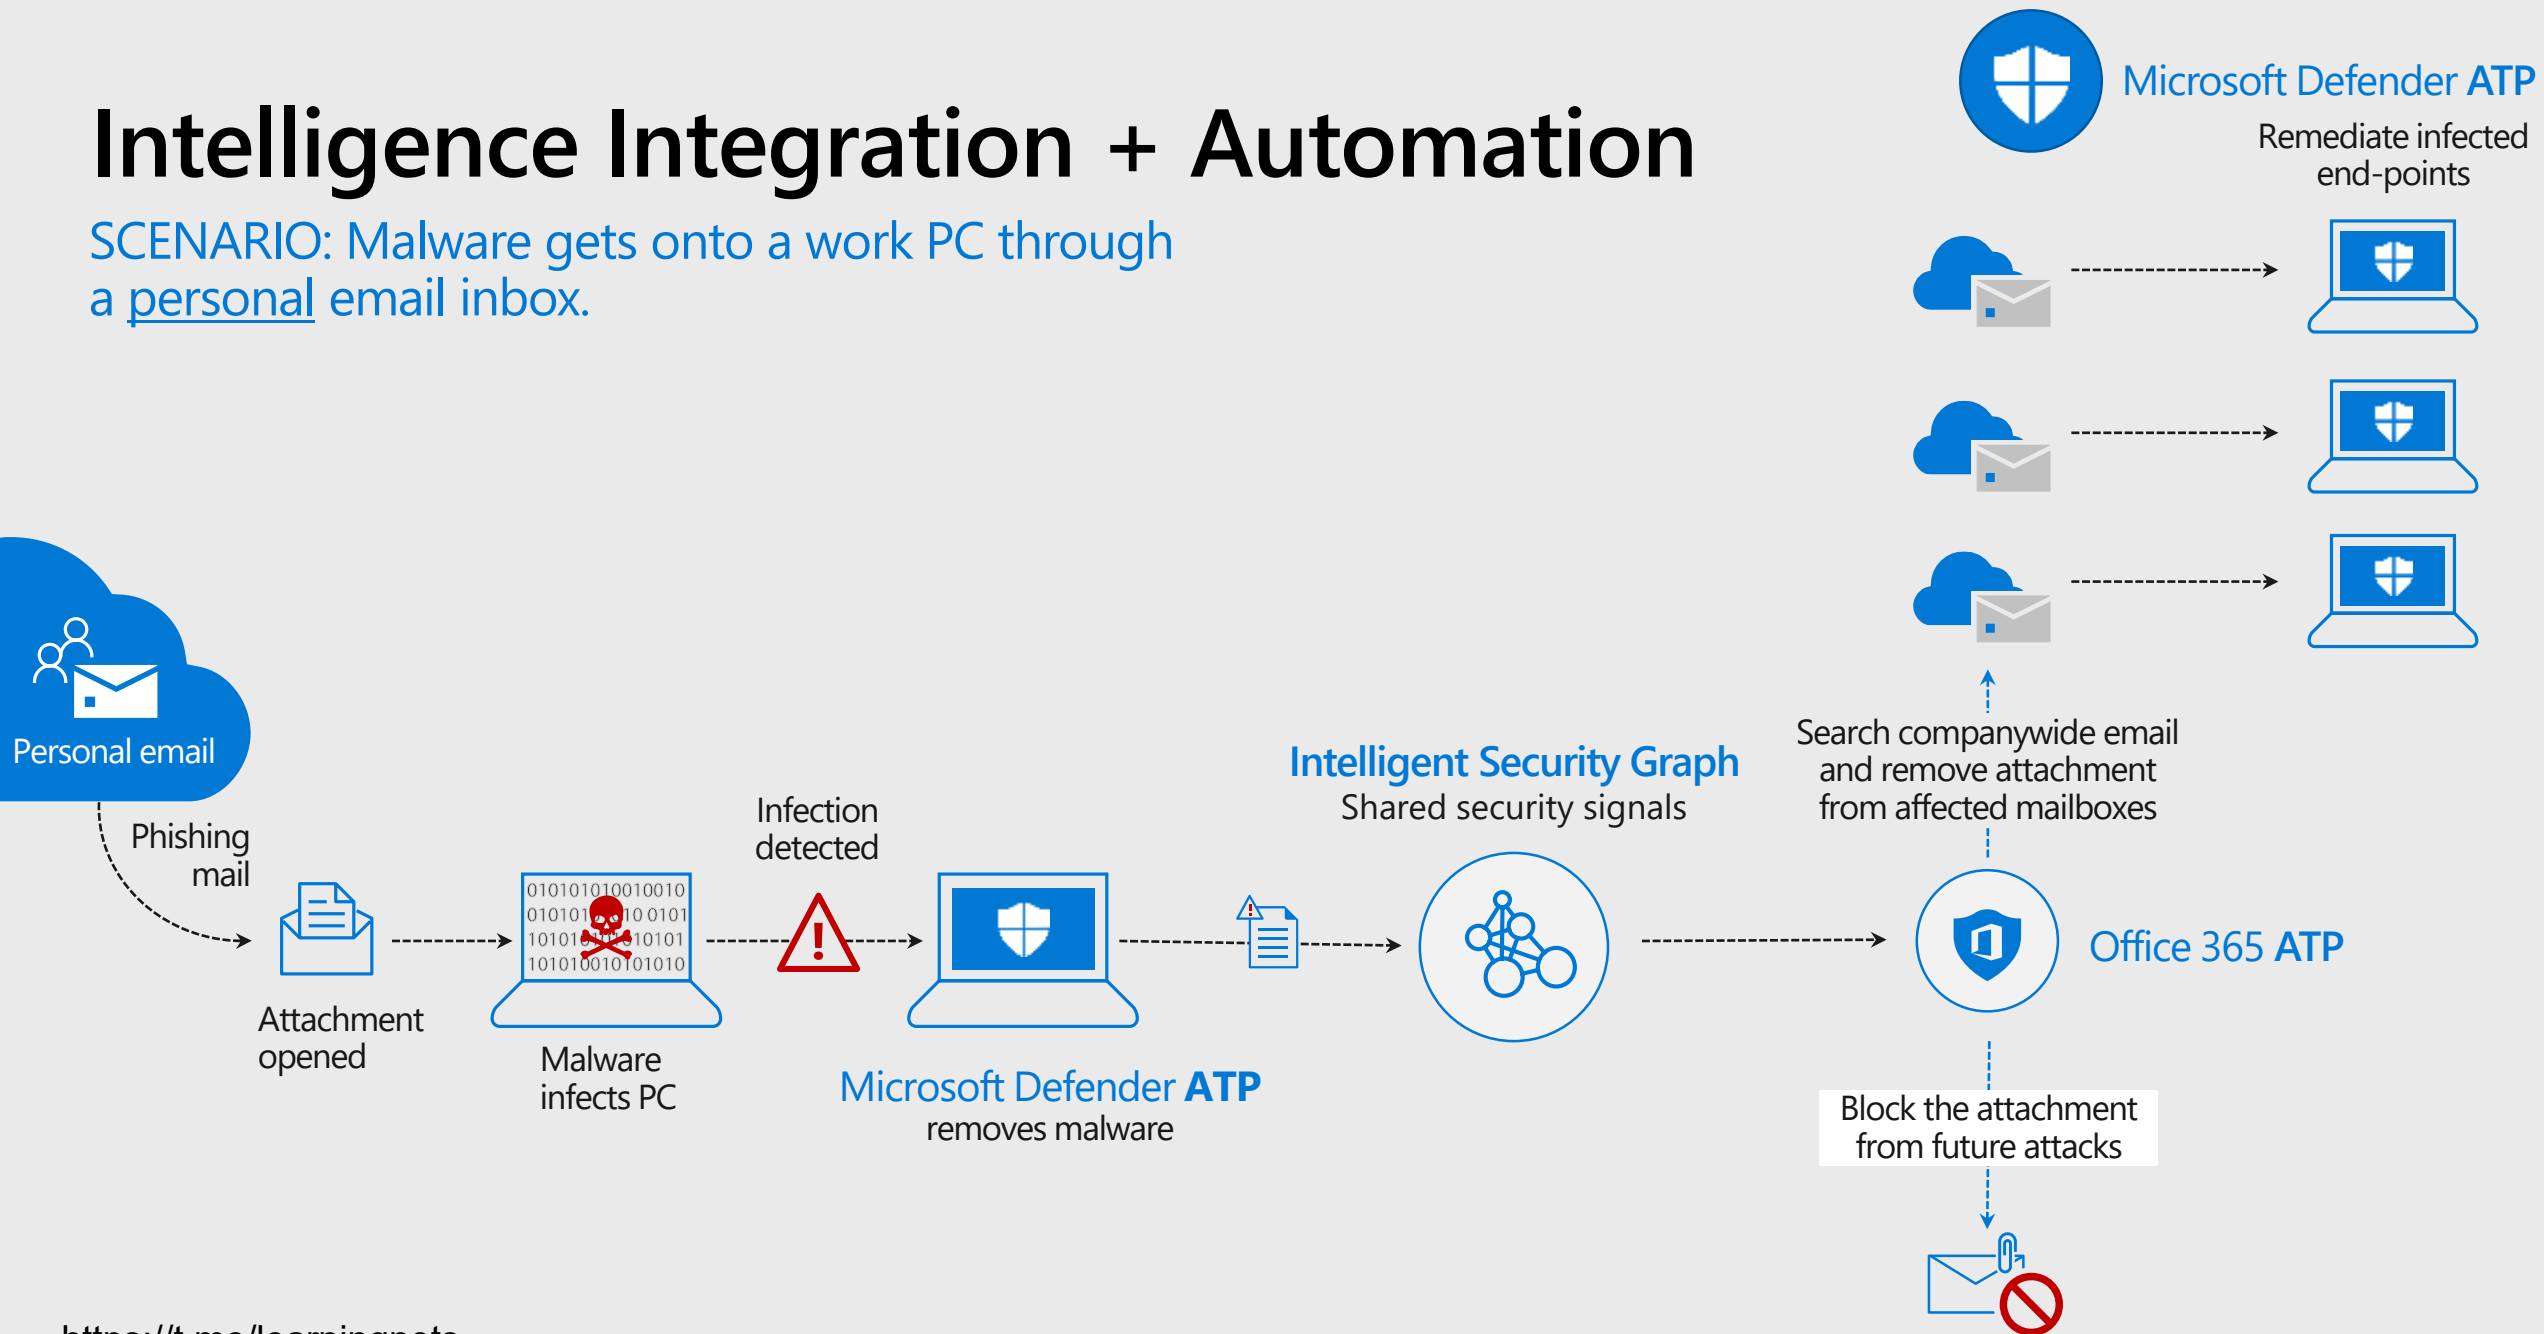 Intelligence Integration + Automation
SCENARIO: Malware gets onto a work PC through
a personal email inbox.
Microsoft Defender ATP
Remediate infected
end-points
Personal email
Phishing
mail
Attachment
opened
010101010010010
Malware
infects PC
Infection
detected
Microsoft Defender ATP
removes malware
Intelligent Security Graph
Shared security signals
Office 365 ATP
Search companywide email
and remove attachment
from affected mailboxes
Block the attachment
from future attacks